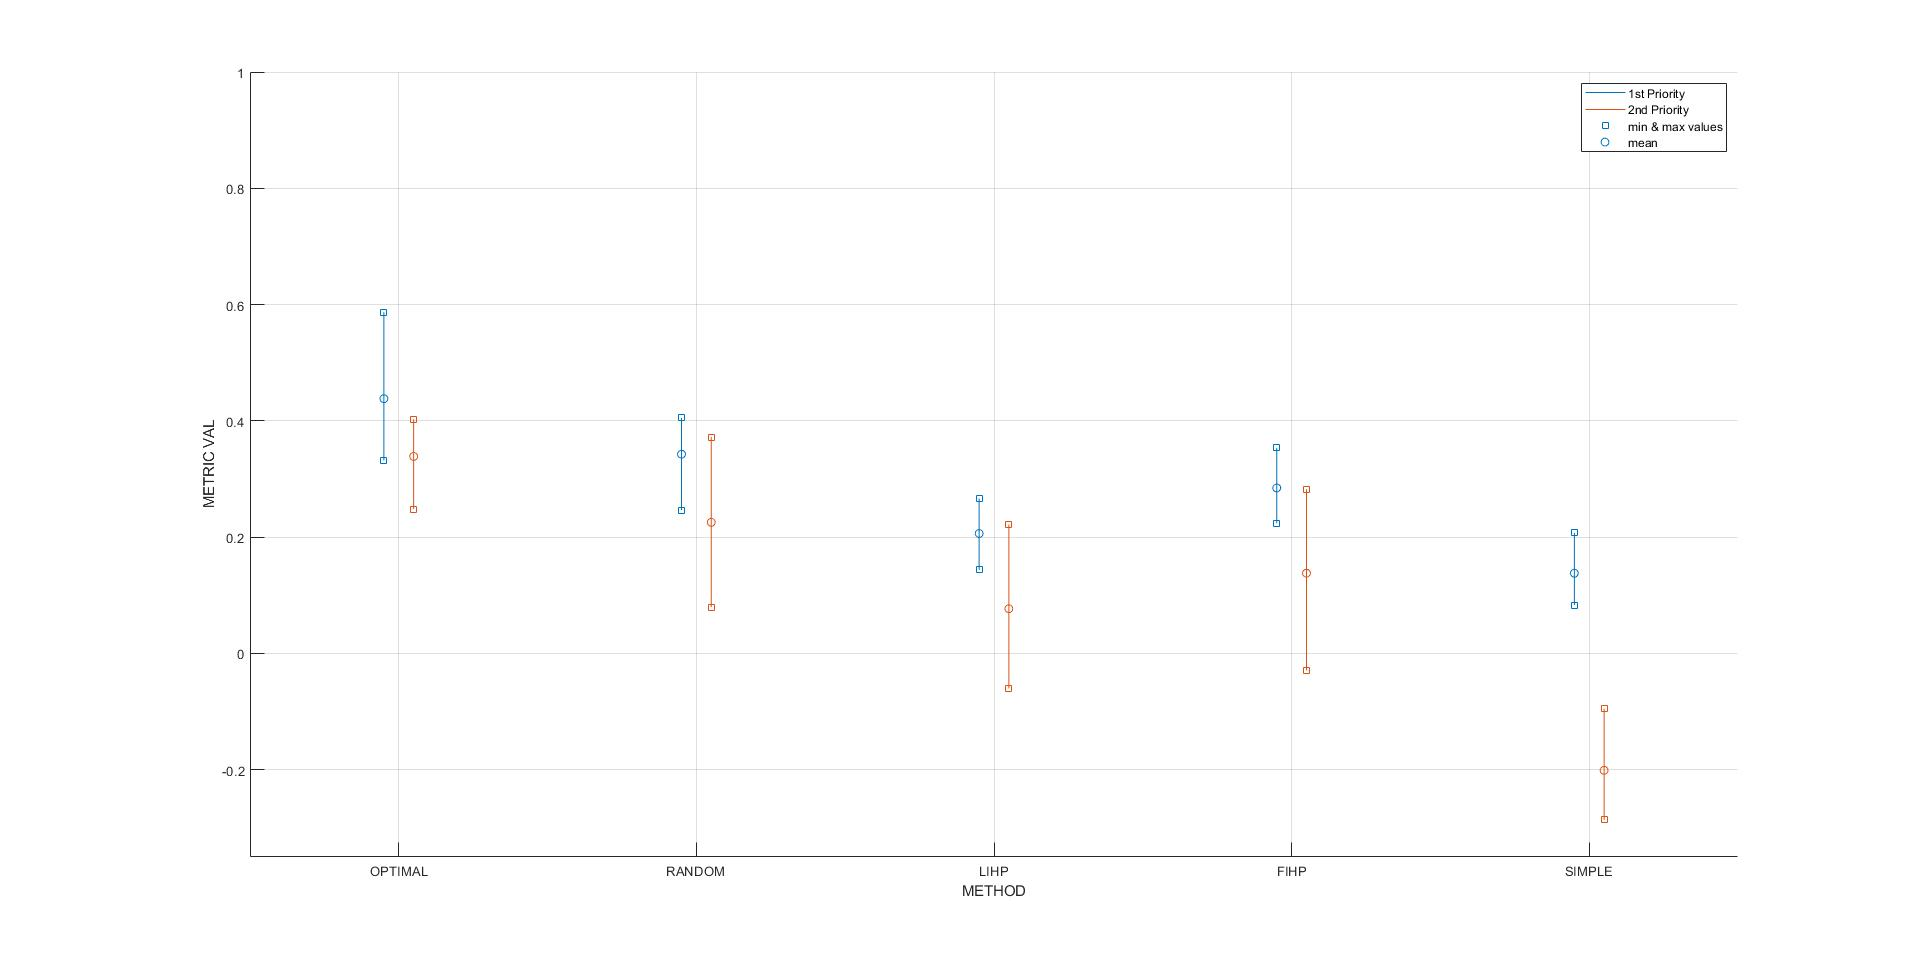 1
1st Priority
2nd Priority
min & max values
mean
0.8
0.6
0.4
0.2
0
-0.2
METRIC VAL
OPTIMAL RANDOM LIHP FIHP SIMPLE
METHOD